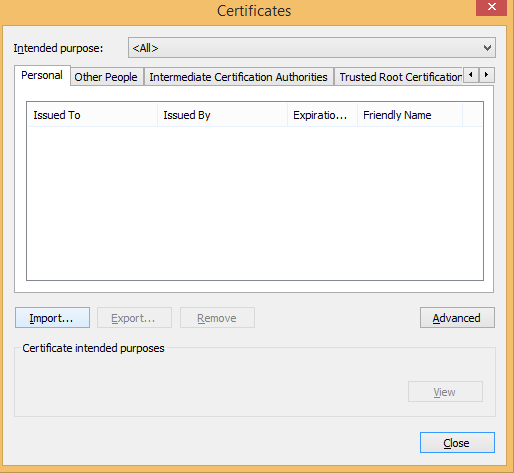 Certificates
Intended purpose: <All>
Personal Other People Intermediate Certification Authorities Trusted Root Certification
Issued To Issued By Expiratio... Friendly Name
Import... Export... Remove Advanced
Certificate intended purposes
View
Close